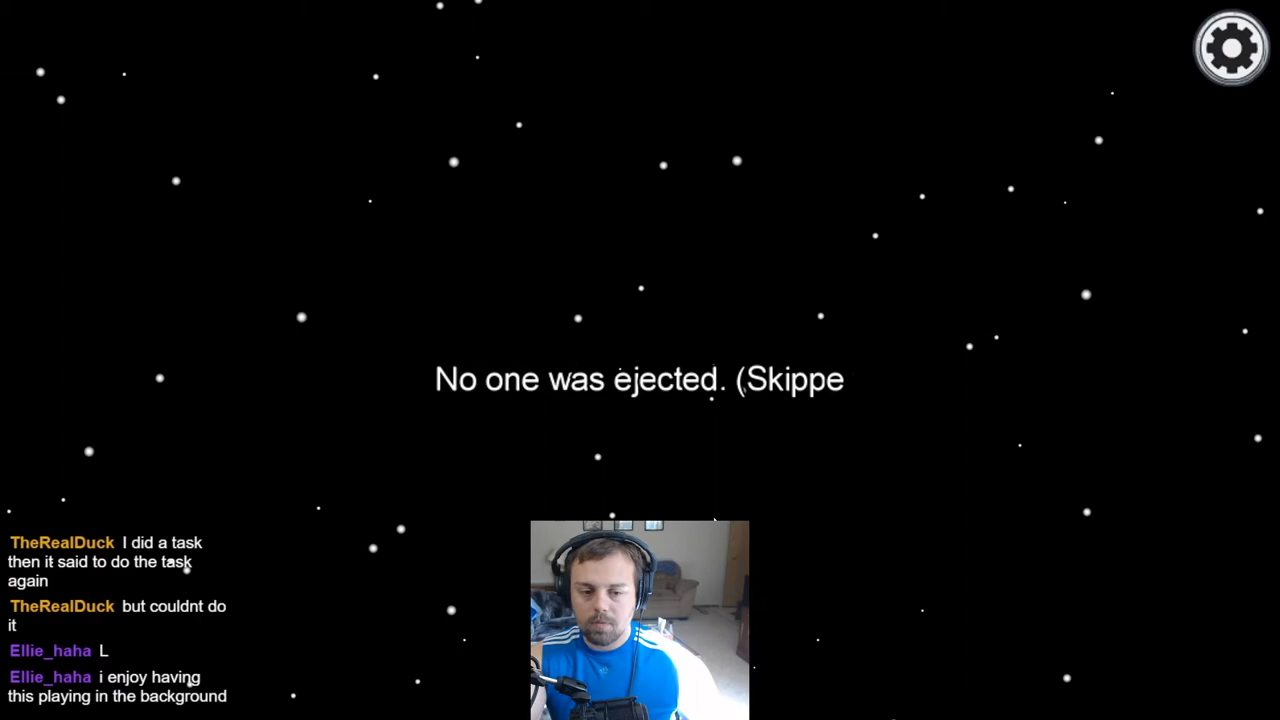 No one was ejected. (Skippe
TheRealDuck I did a task
then it said to do the task
again
TheRealDuck but couldnt do
it
Ellie_haha L
Ellie_haha i enjoy having
this playing in the background